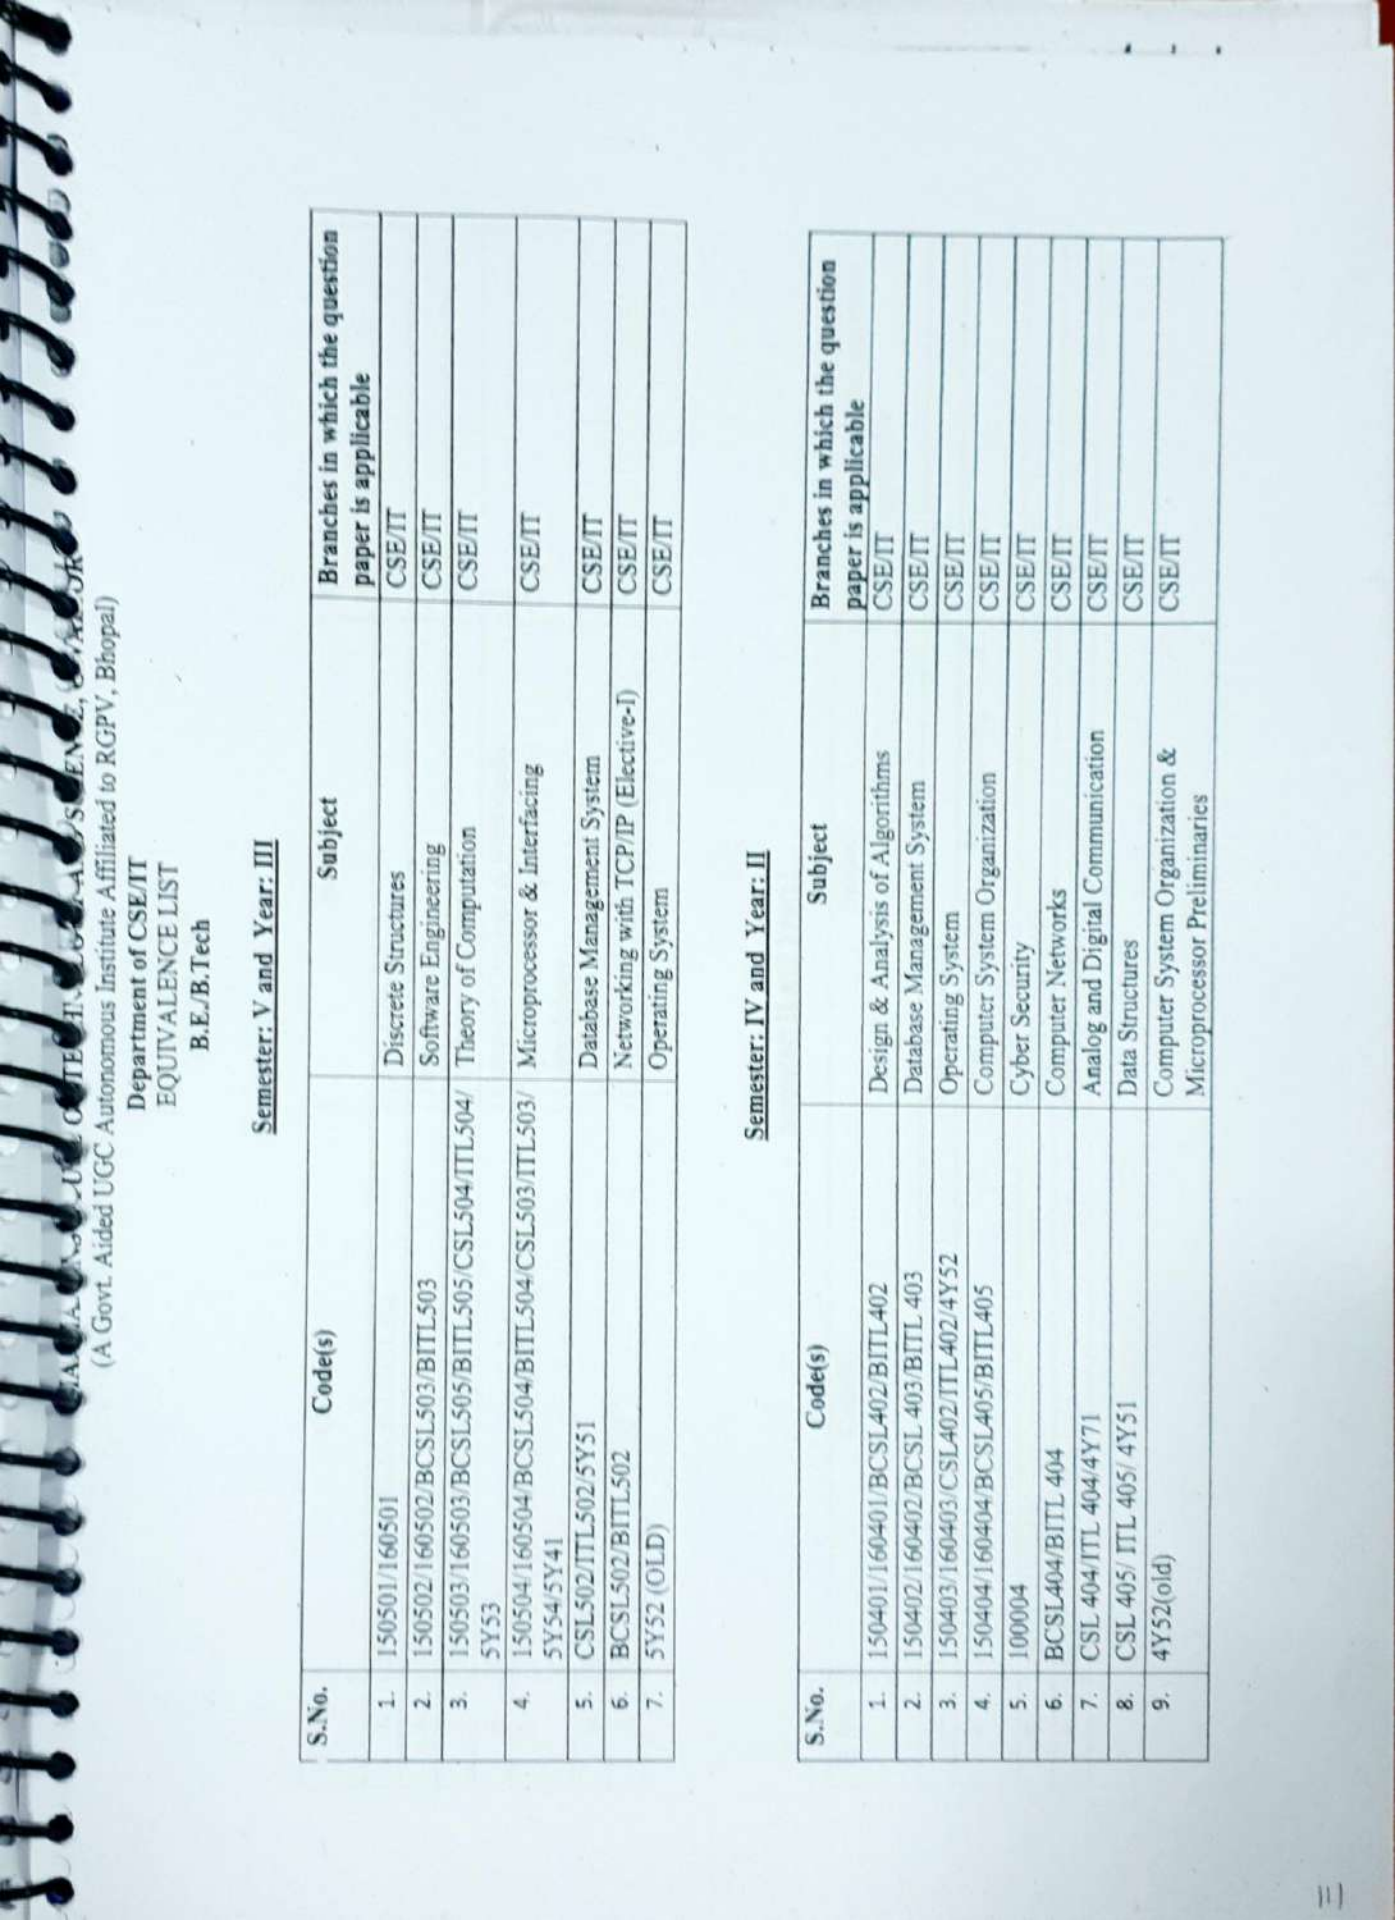 (A Govt. Aided UGC Autonomous Institute Affiliated to RGPV, Bhopal)
Department of CSE/IT
EQUIVALENCE LIST
B.E./B.Tech
Semester: V and Year: III
S.No. Code(s) Subject Branches in which the question
paper is applicable
1. 150501/160501 Discrete Structures CSE/IT
2. 150502/160502/BCSL503/BITL503 Software Engineering CSE/IT
3. 150503/160503/BCSL505/BITL505/CSL504/ITL504/ Theory of Computation CSE/IT
5Y53
4. 150504/160504/BCSL504/BITL504/CSL503/ITL503/ Microprocessor & Interfacing CSE/IT
5Y54/5Y41
5. CSL502/ITL502/5Y51 Database Management System CSE/IT
6. BCSL502/BITL502 Networking with TCP/IP (Elective-I) CSE/IT
7. 5Y52 (OLD) Operating System CSE/IT
Semester: IV and Year: II
S.No. Code(s) Subject Branches in which the question
paper is applicable
1. 150401/160401/BCSL402/BITL402 Design & Analysis of Algorithms CSE/IT
2. 150402/160402/BCSL 403/BITL 403 Database Management System CSE/IT
3. 150403/160403/CSL402/ITL402/4Y52 Operating System CSE/IT
4. 150404/160404/BCSL405/BITL405 Computer System Organization CSE/IT
5. 100004 Cyber Security CSE/IT
6. BCSL404/BITL 404 Computer Networks CSE/IT
7. CSL 404/ITL 404/4Y71 Analog and Digital Communication CSE/IT
8. CSL 405/ ITL 405/ 4Y51 Data Structures CSE/IT
9. 4Y52(old) Computer System Organization & CSE/IT
Microprocessor Preliminaries